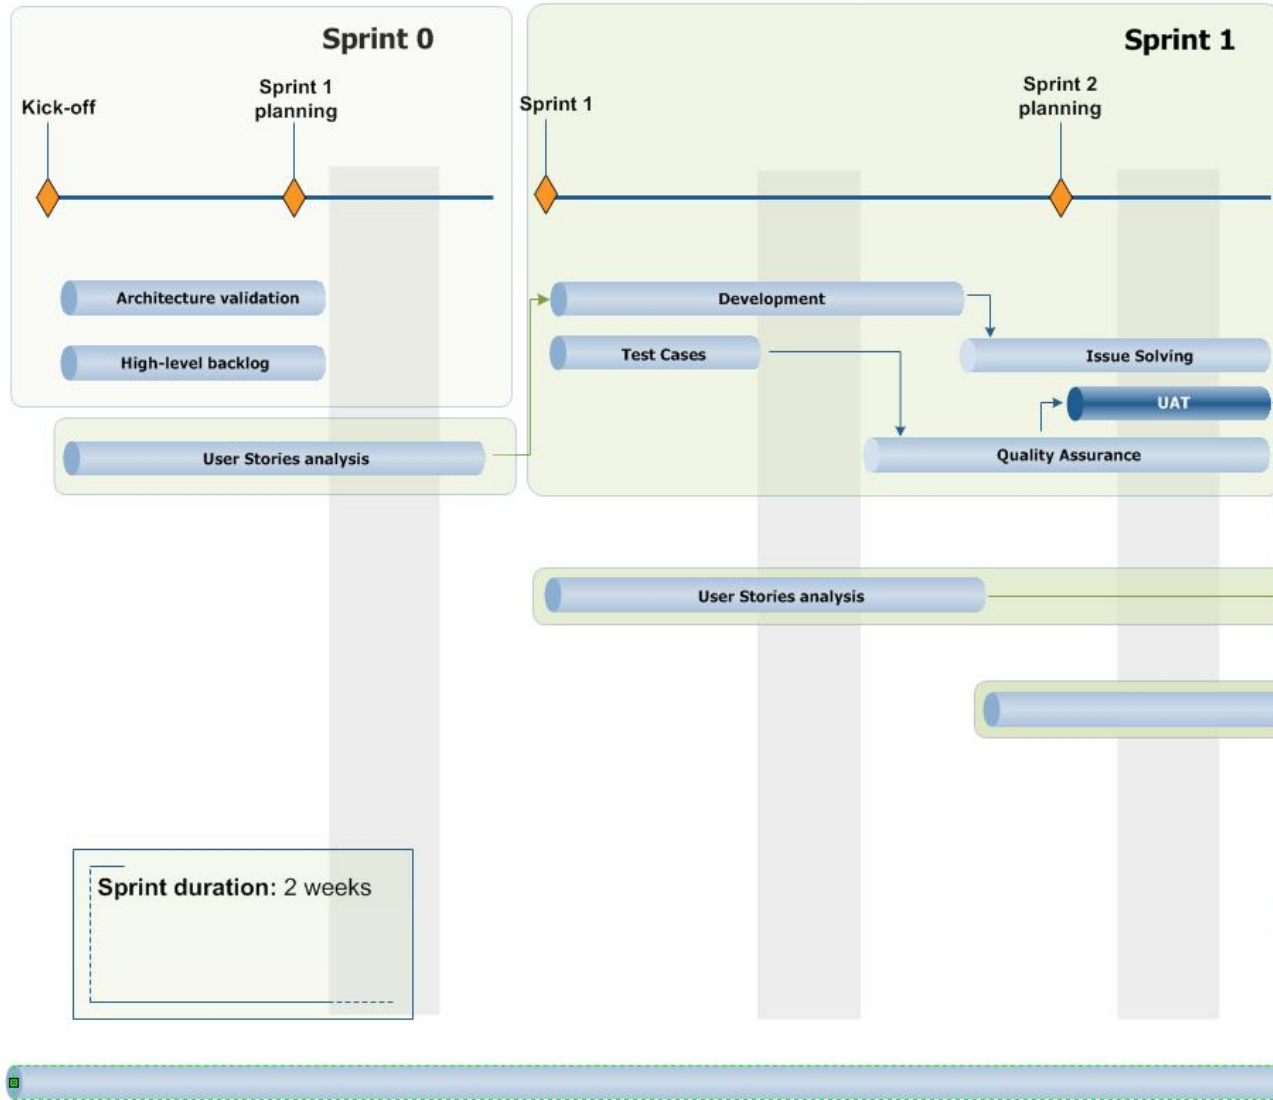 Sprint 0
Sprint 1
Kick-off
Sprint 1
planning
Sprint 1
Sprint 2
planning
Architecture validation
High-level backlog
User Stories analysis
Development
Test Cases
Issue Solving
UAT
Quality Assurance
User Stories analysis
Sprint duration: 2 weeks